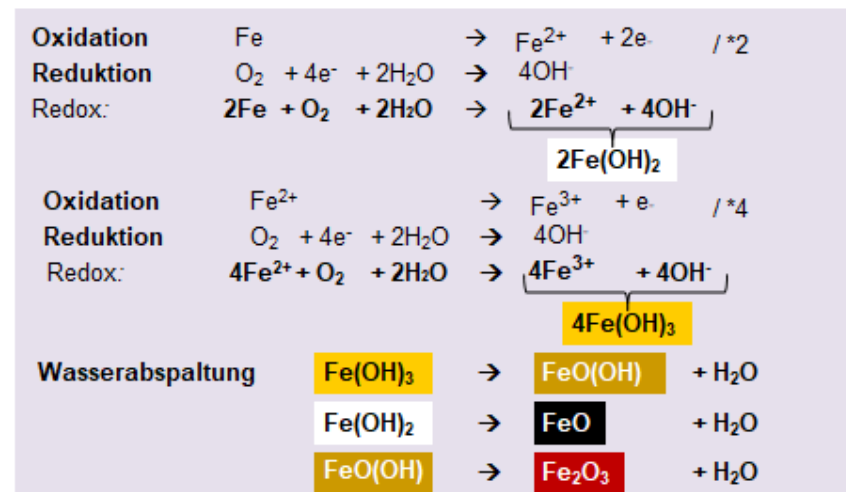 Oxidation Fe → Fe²⁺ + 2e- / *2
Reduktion O₂ + 4e⁻ + 2H₂O → 4OH⁻
Redox: 2Fe + O₂ + 2H₂O → 2Fe²⁺ + 4OH⁻
2Fe(OH)₂
Oxidation Fe²⁺ → Fe³⁺ + e- / *4
Reduktion O₂ + 4e⁻ + 2H₂O → 4OH⁻
Redox: 4Fe²⁺ + O₂ + 2H₂O → 4Fe³⁺ + 4OH⁻
4Fe(OH)₃
Wasserabspaltung Fe(OH)₃ → FeO(OH) + H₂O
Fe(OH)₂ → FeO + H₂O
FeO(OH) → Fe₂O₃ + H₂O